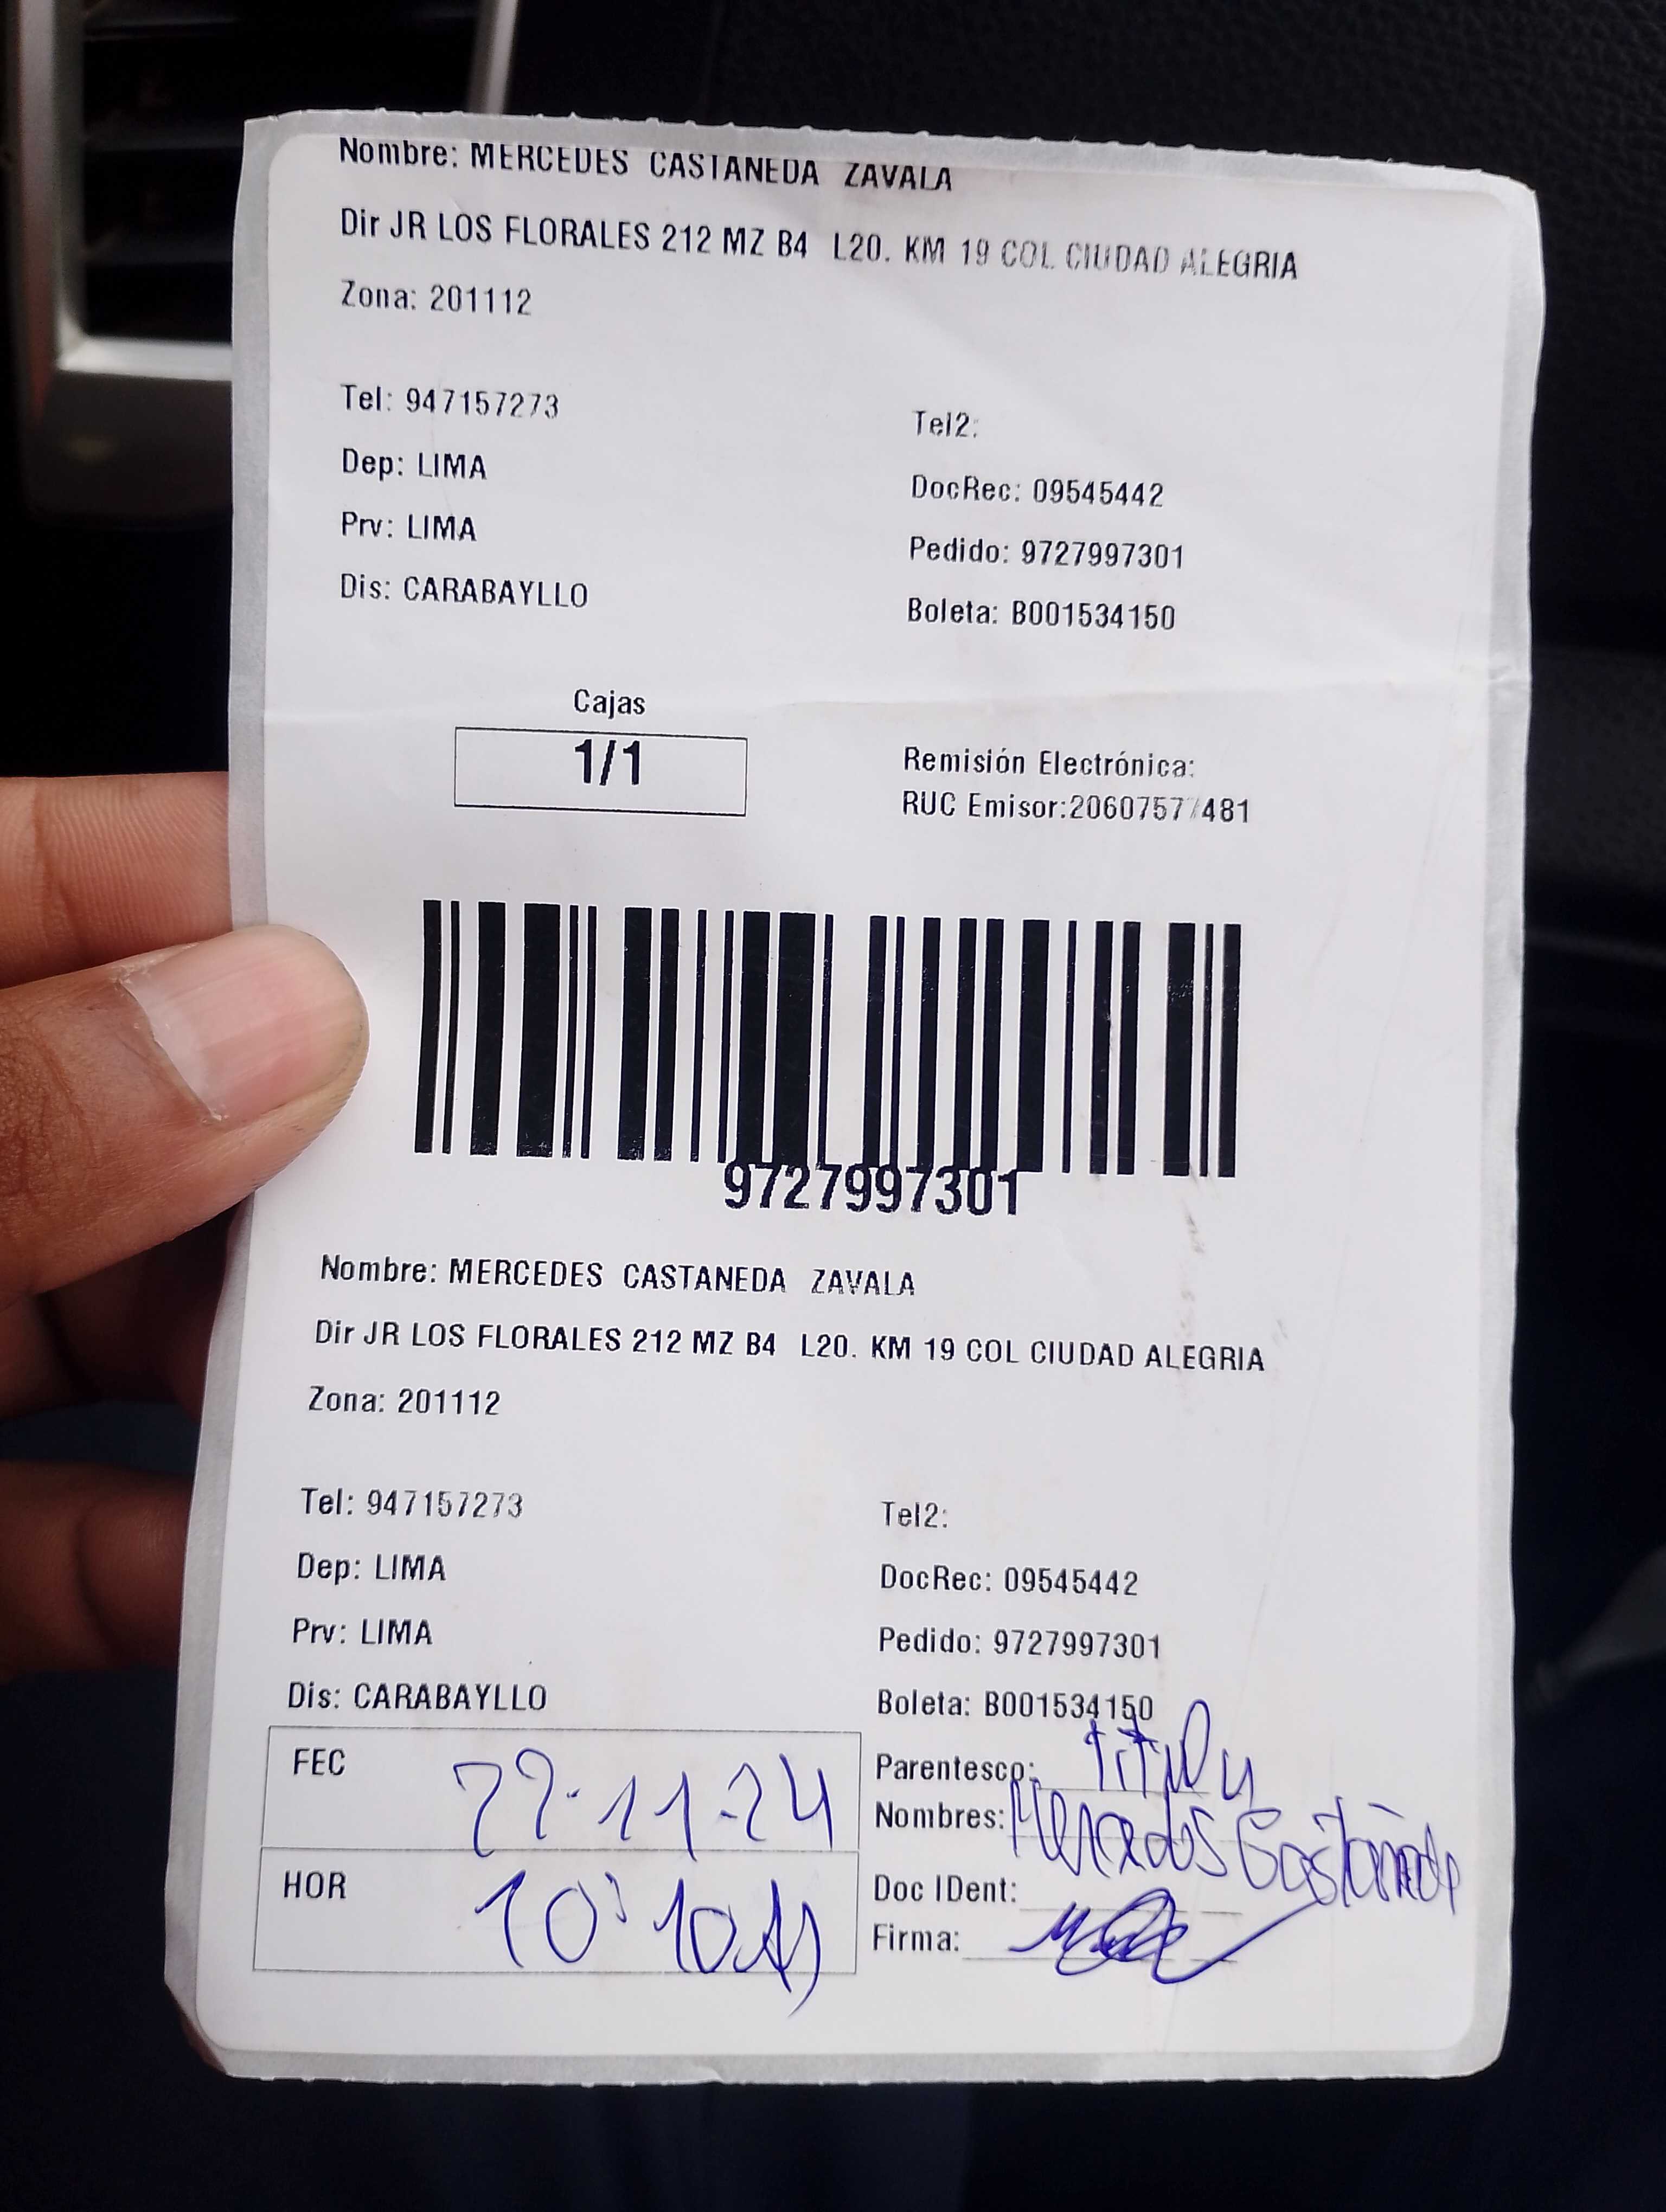 Nombre: MERCEDES CASTANEDA ZAVALA
Dir JR LOS FLORALES 212 MZ B4 L20. KM 19 COL CIUDAD ALEGRIA
Zona: 201112
Tel: 947157273
Tel2:
Dep: LIMA
DocRec: 09545442
Prv: LIMA
Pedido: 9727997301
Dis: CARABAYLLO
Boleta: B001534150
Cajas
1/1
Remisión Electrónica:
RUC Emisor:20607577481
9727997301
Nombre: MERCEDES CASTANEDA ZAVALA
Dir JR LOS FLORALES 212 MZ B4 L20. KM 19 COL CIUDAD ALEGRIA
Zona: 201112
Tel: 947157273
Tel2:
Dep: LIMA
DocRec: 09545442
Prv: LIMA
Pedido: 9727997301
Dis: CARABAYLLO
Boleta: B001534150
FEC
Parentesco:
Nombres: Mercedes Castañeda
HOR
Doc IDent:
Firma: